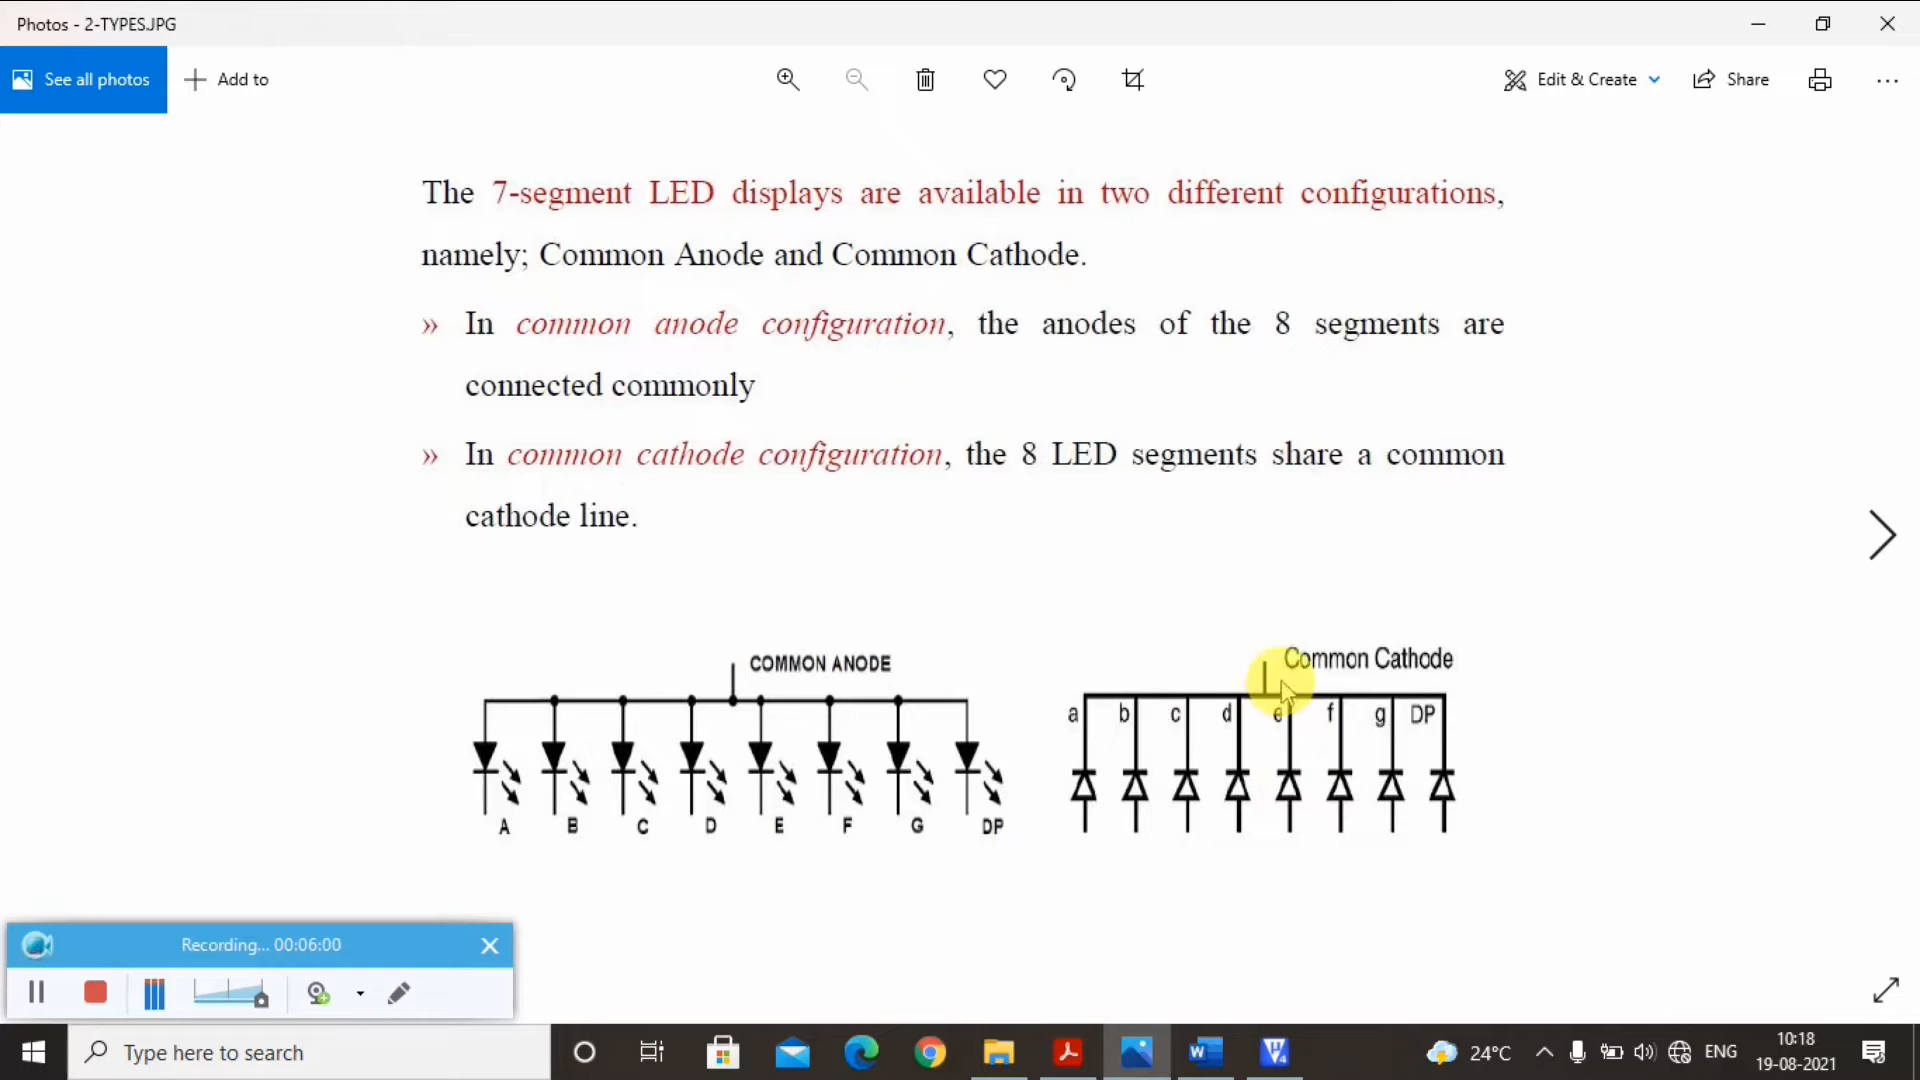 Photos - 2-TYPES.JPG
See all photos
Add to
Edit & Create
Share
The 7-segment LED displays are available in two different configurations,
namely; Common Anode and Common Cathode.
» In common anode configuration, the anodes of the 8 segments are
connected commonly
» In common cathode configuration, the 8 LED segments share a common
cathode line.
COMMON ANODE
A B C D E F G DP
Common Cathode
a b c d e f g DP
Recording... 00:06:00
Type here to search
24°C
ENG
10:18
19-08-2021